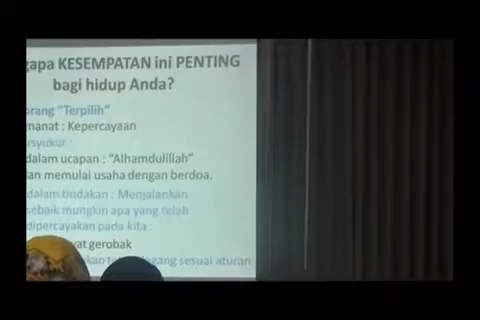 gapa KESEMPATAN ini PENTING
bagi hidup Anda?
orang "Terpilih"
manat : Kepercayaan
rsyukur :
dalam ucapan : "Alhamdulillah"
an memulai usaha dengan berdoa.
dalam tindakan : Menjalankan
sebaik mungkin apa yang telah
dipercayakan pada kita :
gerobak
dagang sesuai aturan